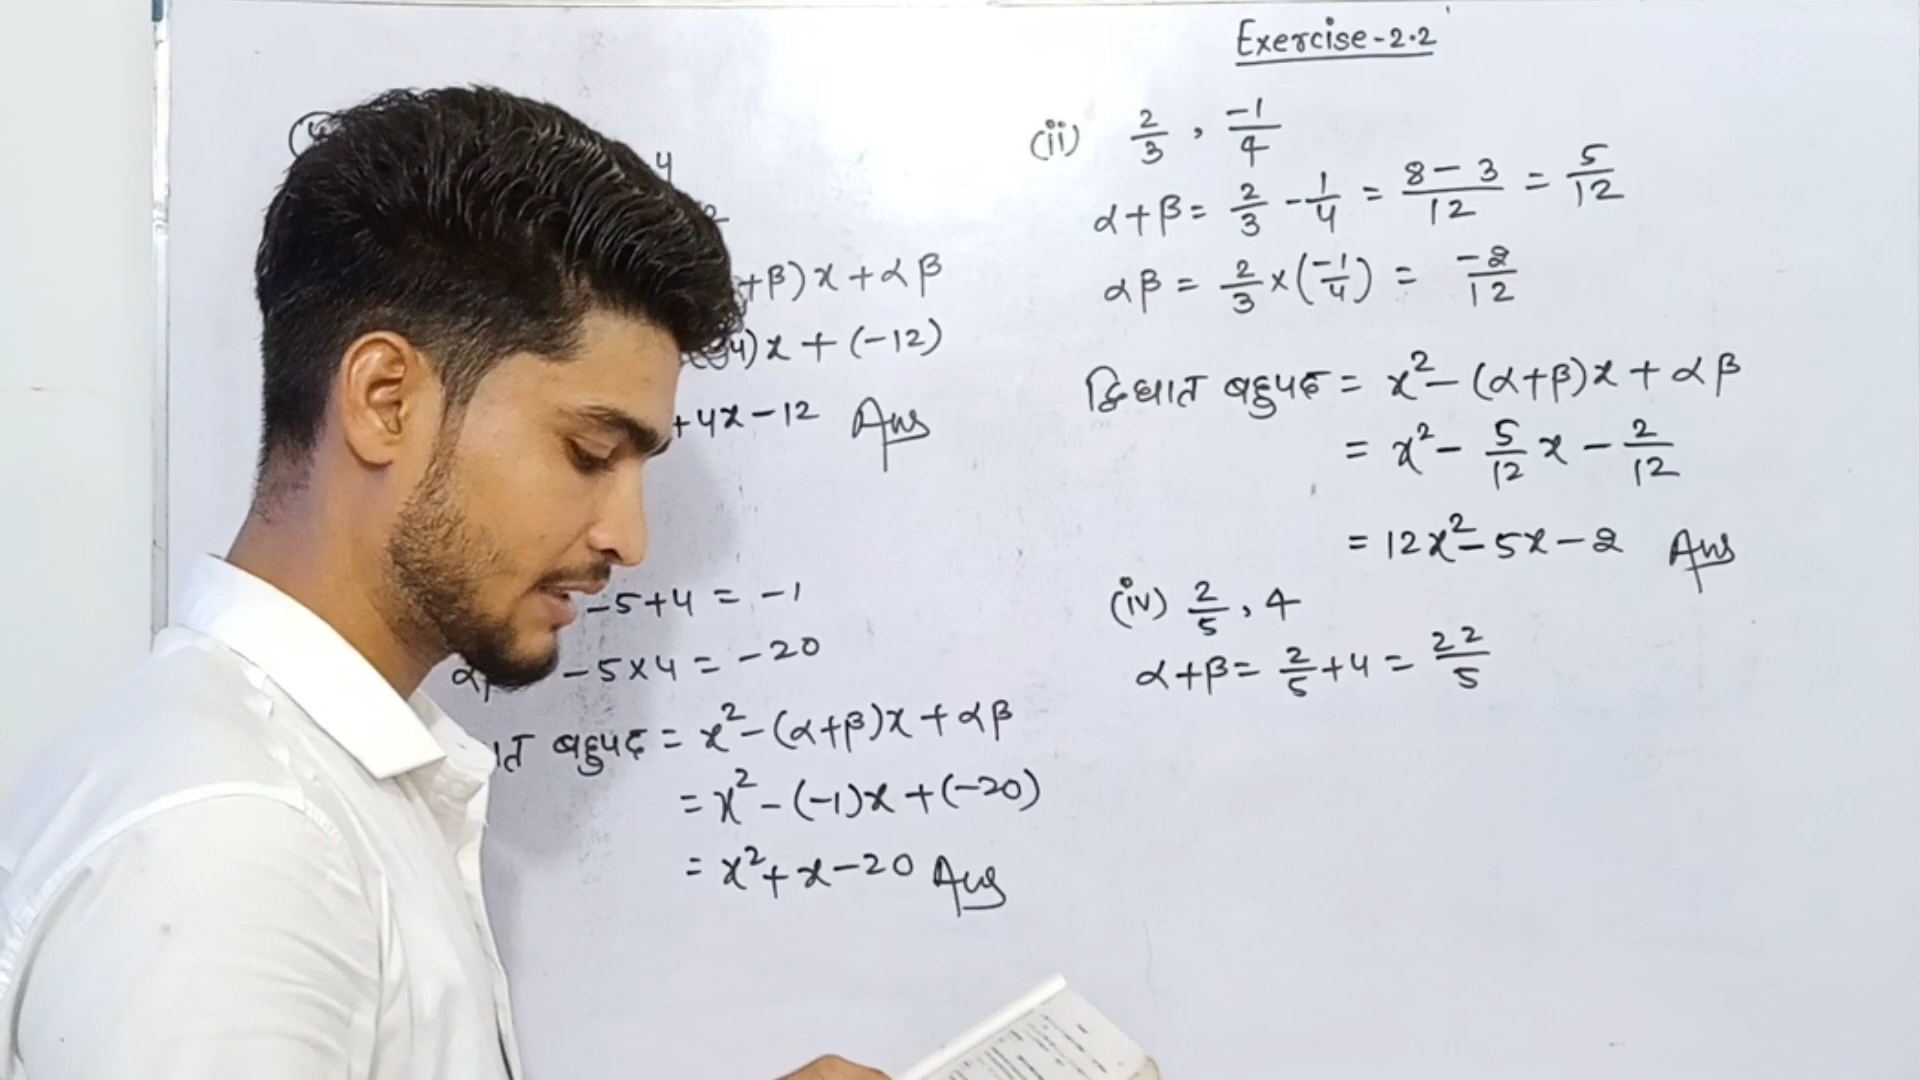 Exercise-2.2
4
2
+β)x+αβ
4)x+(-12)
+4x-12 Ans
-5+4 = -1
-5×4 = -20
बहुपद = x²-(α+β)x+αβ
= x²-(-1)x+(-20)
= x²+x-20 Ans
(ii) 2/3 , -1/4
α+β= 2/3 - 1/4 = 8-3/12 = 5/12
αβ = 2/3×(-1/4) = -2/12
द्विघात बहुपद = x²-(α+β)x+αβ
= x²- 5/12 x - 2/12
= 12x²-5x-2 Ans
(iv) 2/5 , 4
α+β= 2/5+4= 22/5